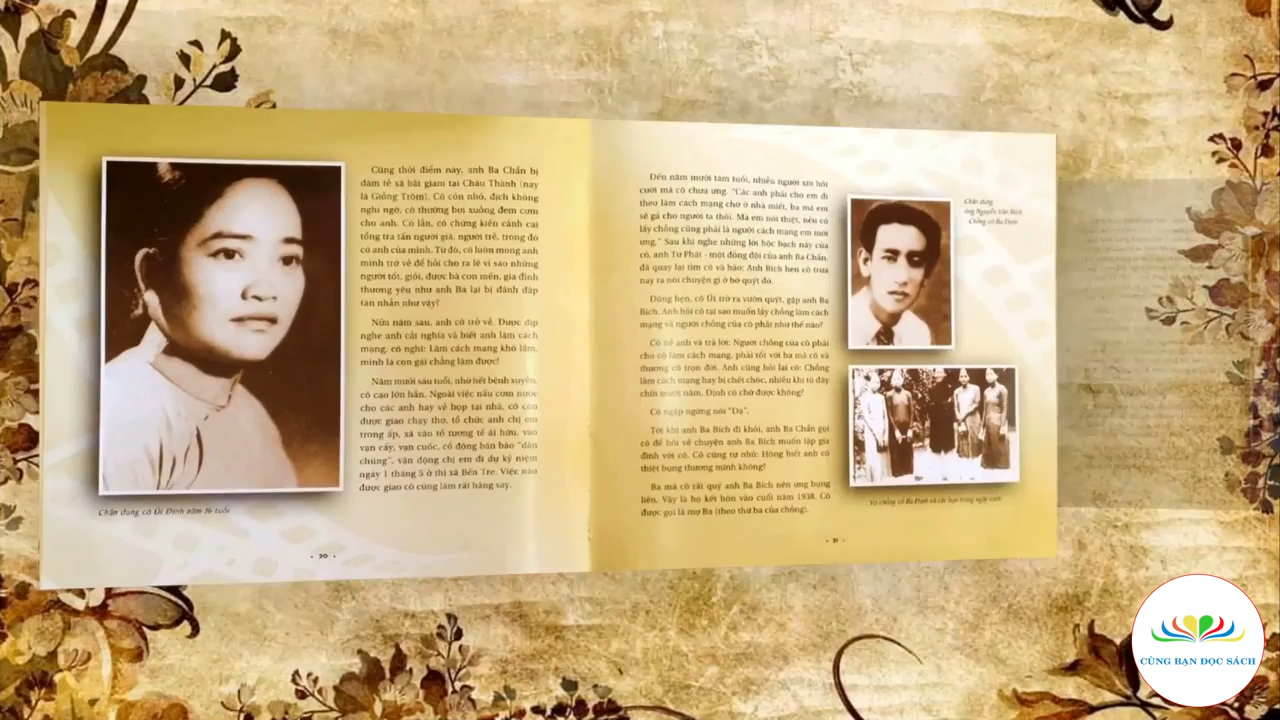 Cũng thời điểm này, anh Ba Chẩn bị
đám tề xã bắt giam tại Châu Thành (nay
là Giồng Trôm). Cô còn nhỏ, địch không
nghi ngờ, cô thường bơi xuồng đem cơm
cho anh. Có lần, cô chứng kiến cảnh cai
tổng tra tấn người già, người trẻ, trong đó
có anh của mình. Từ đó, cô luôn mong anh
mình trở về để hỏi cho ra lẽ vì sao những
người tốt, giỏi, được bà con mến, gia đình
thương yêu như anh Ba lại bị đánh đập
tàn nhẫn như vậy?
Nửa năm sau, anh cô trở về. Được dịp
nghe anh cắt nghĩa và biết anh làm cách
mạng, cô nghĩ: Làm cách mạng khó lắm,
mình là con gái chẳng làm được!
Năm mười sáu tuổi, nhờ hết bệnh suyễn,
cô cao lớn hẳn. Ngoài việc nấu cơm nước
cho các anh hay về họp tại nhà, cô còn
được giao chạy thơ, tổ chức anh chị em
trong ấp, xã vào tổ tương tế ái hữu, vào
vạn cấy, vạn cuốc, cổ động bán báo "dân
chúng", vận động chị em đi dự kỷ niệm
ngày 1 tháng 5 ở thị xã Bến Tre. Việc nào
được giao cô cũng làm rất hăng say.
Chân dung cô Út Định năm 16 tuổi
• 20 •
Đến năm mười tám tuổi, nhiều người xin hỏi
cưới mà cô chưa ưng. "Các anh phải cho em đi
theo làm cách mạng chớ ở nhà miết, ba má em
sẽ gả cho người ta thôi. Mà em nói thiệt, nếu có
lấy chồng cũng phải là người cách mạng em mới
ưng." Sau khi nghe những lời bộc bạch này của
cô, anh Tư Phát - một đồng đội của anh Ba Chẩn,
đã quay lại tìm cô và bảo: Anh Bích hẹn cô trưa
nay ra nói chuyện gì ở bờ quýt đó.
Đúng hẹn, cô Út trở ra vườn quýt, gặp anh Ba
Bích. Anh hỏi cô tại sao muốn lấy chồng làm cách
mạng và người chồng của cô phải như thế nào?
Cô nể anh và trả lời: Người chồng của cô phải
cho cô làm cách mạng, phải tốt với ba má cô và
thương cô trọn đời. Anh cũng hỏi lại cô: Chồng
làm cách mạng hay bị chết chóc, nhiều khi tù đày
chín mười năm, Định có chờ được không?
Cô ngập ngừng nói "Dạ".
Tới khi anh Ba Bích đi khỏi, anh Ba Chẩn gọi
cô để hỏi về chuyện anh Ba Bích muốn lập gia
đình với cô. Cô cũng tự nhủ: Hổng biết anh có
thiệt bụng thương mình không?
Ba má cô rất quý anh Ba Bích nên ưng bụng
liền. Vậy là họ kết hôn vào cuối năm 1938. Cô
được gọi là mợ Ba (theo thứ ba của chồng).
Chân dung
ông Nguyễn Văn Bích
Chồng cô Ba Định
Vợ chồng cô Ba Định và các bạn trong ngày cưới
• 21 •
CÙNG BẠN ĐỌC SÁCH